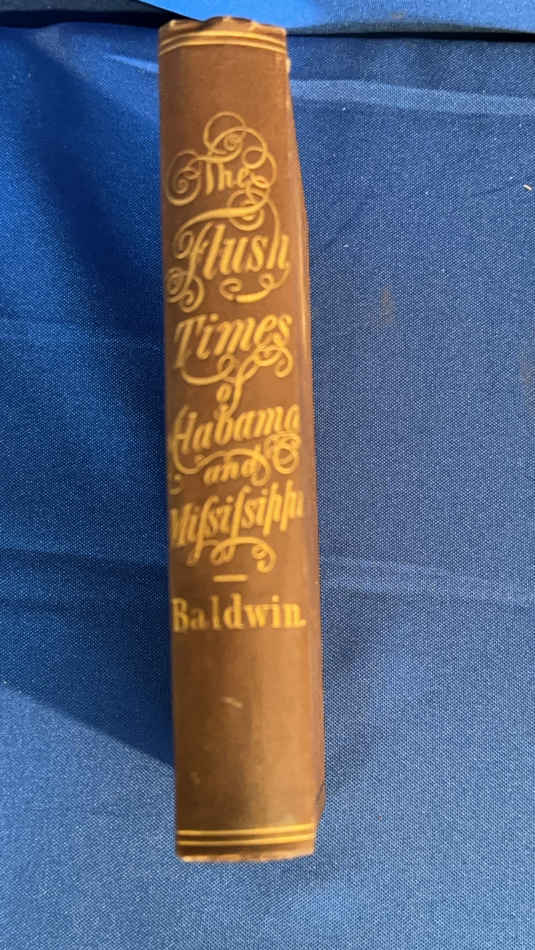 The
Flush
Times
of
Alabama
and
Miſsiſsippi
Baldwin.